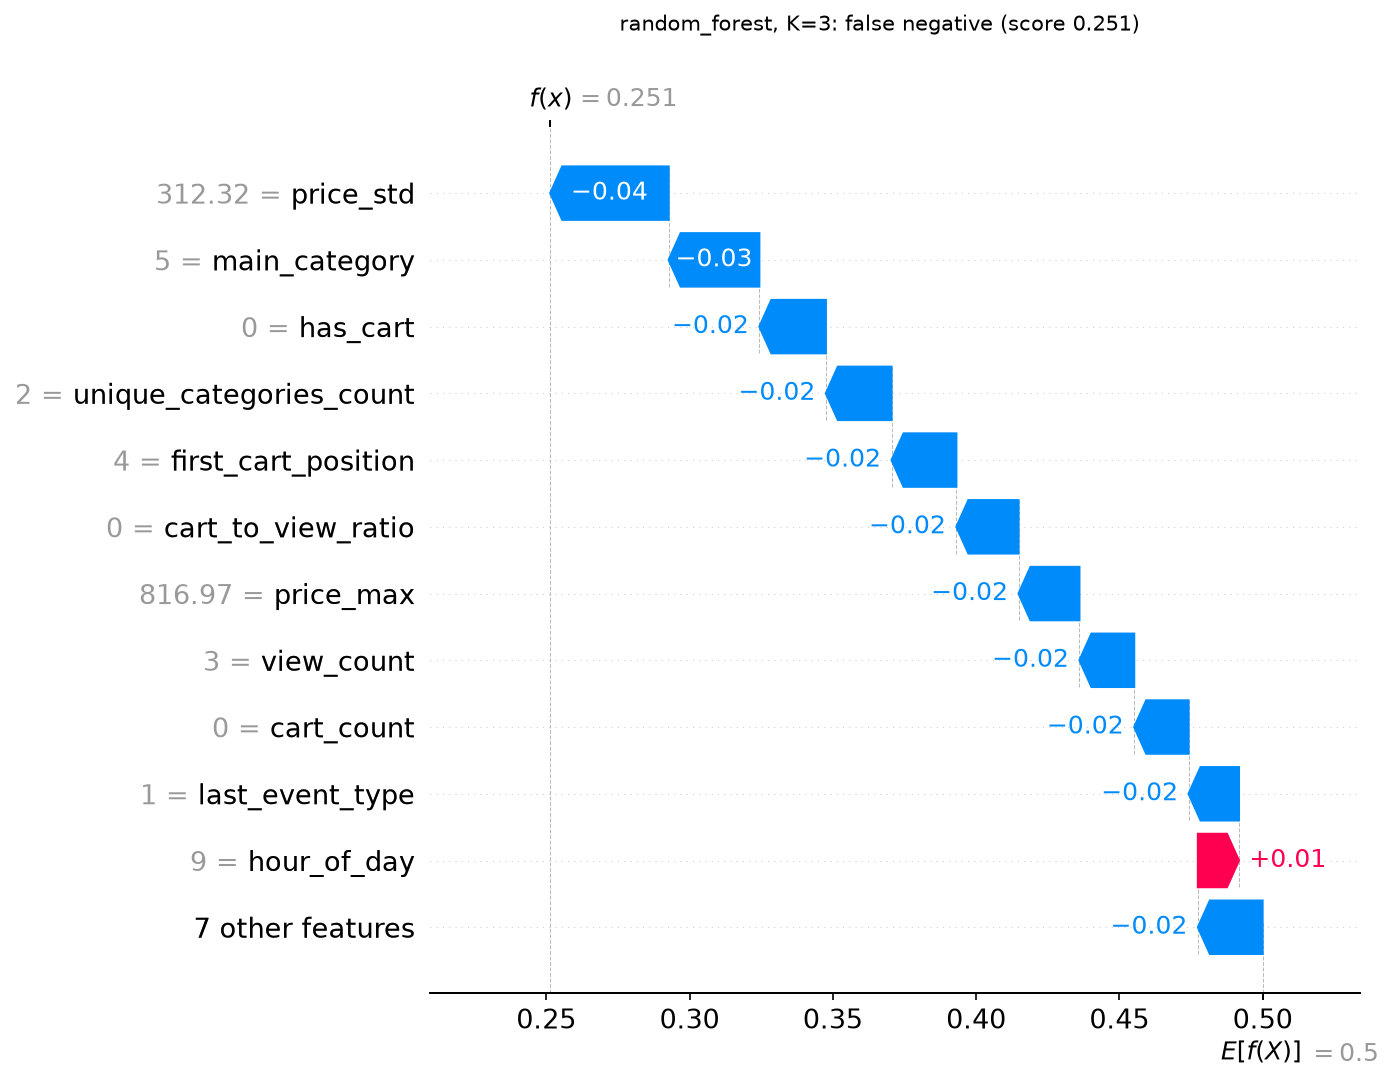 random_forest, K=3: false negative (score 0.251)
f(x) = 0.251
312.32 = price_std −0.04
5 = main_category −0.03
0 = has_cart −0.02
2 = unique_categories_count −0.02
4 = first_cart_position −0.02
0 = cart_to_view_ratio −0.02
816.97 = price_max −0.02
3 = view_count −0.02
0 = cart_count −0.02
1 = last_event_type −0.02
9 = hour_of_day +0.01
7 other features −0.02
0.25 0.30 0.35 0.40 0.45 0.50
E[f(X)] = 0.5